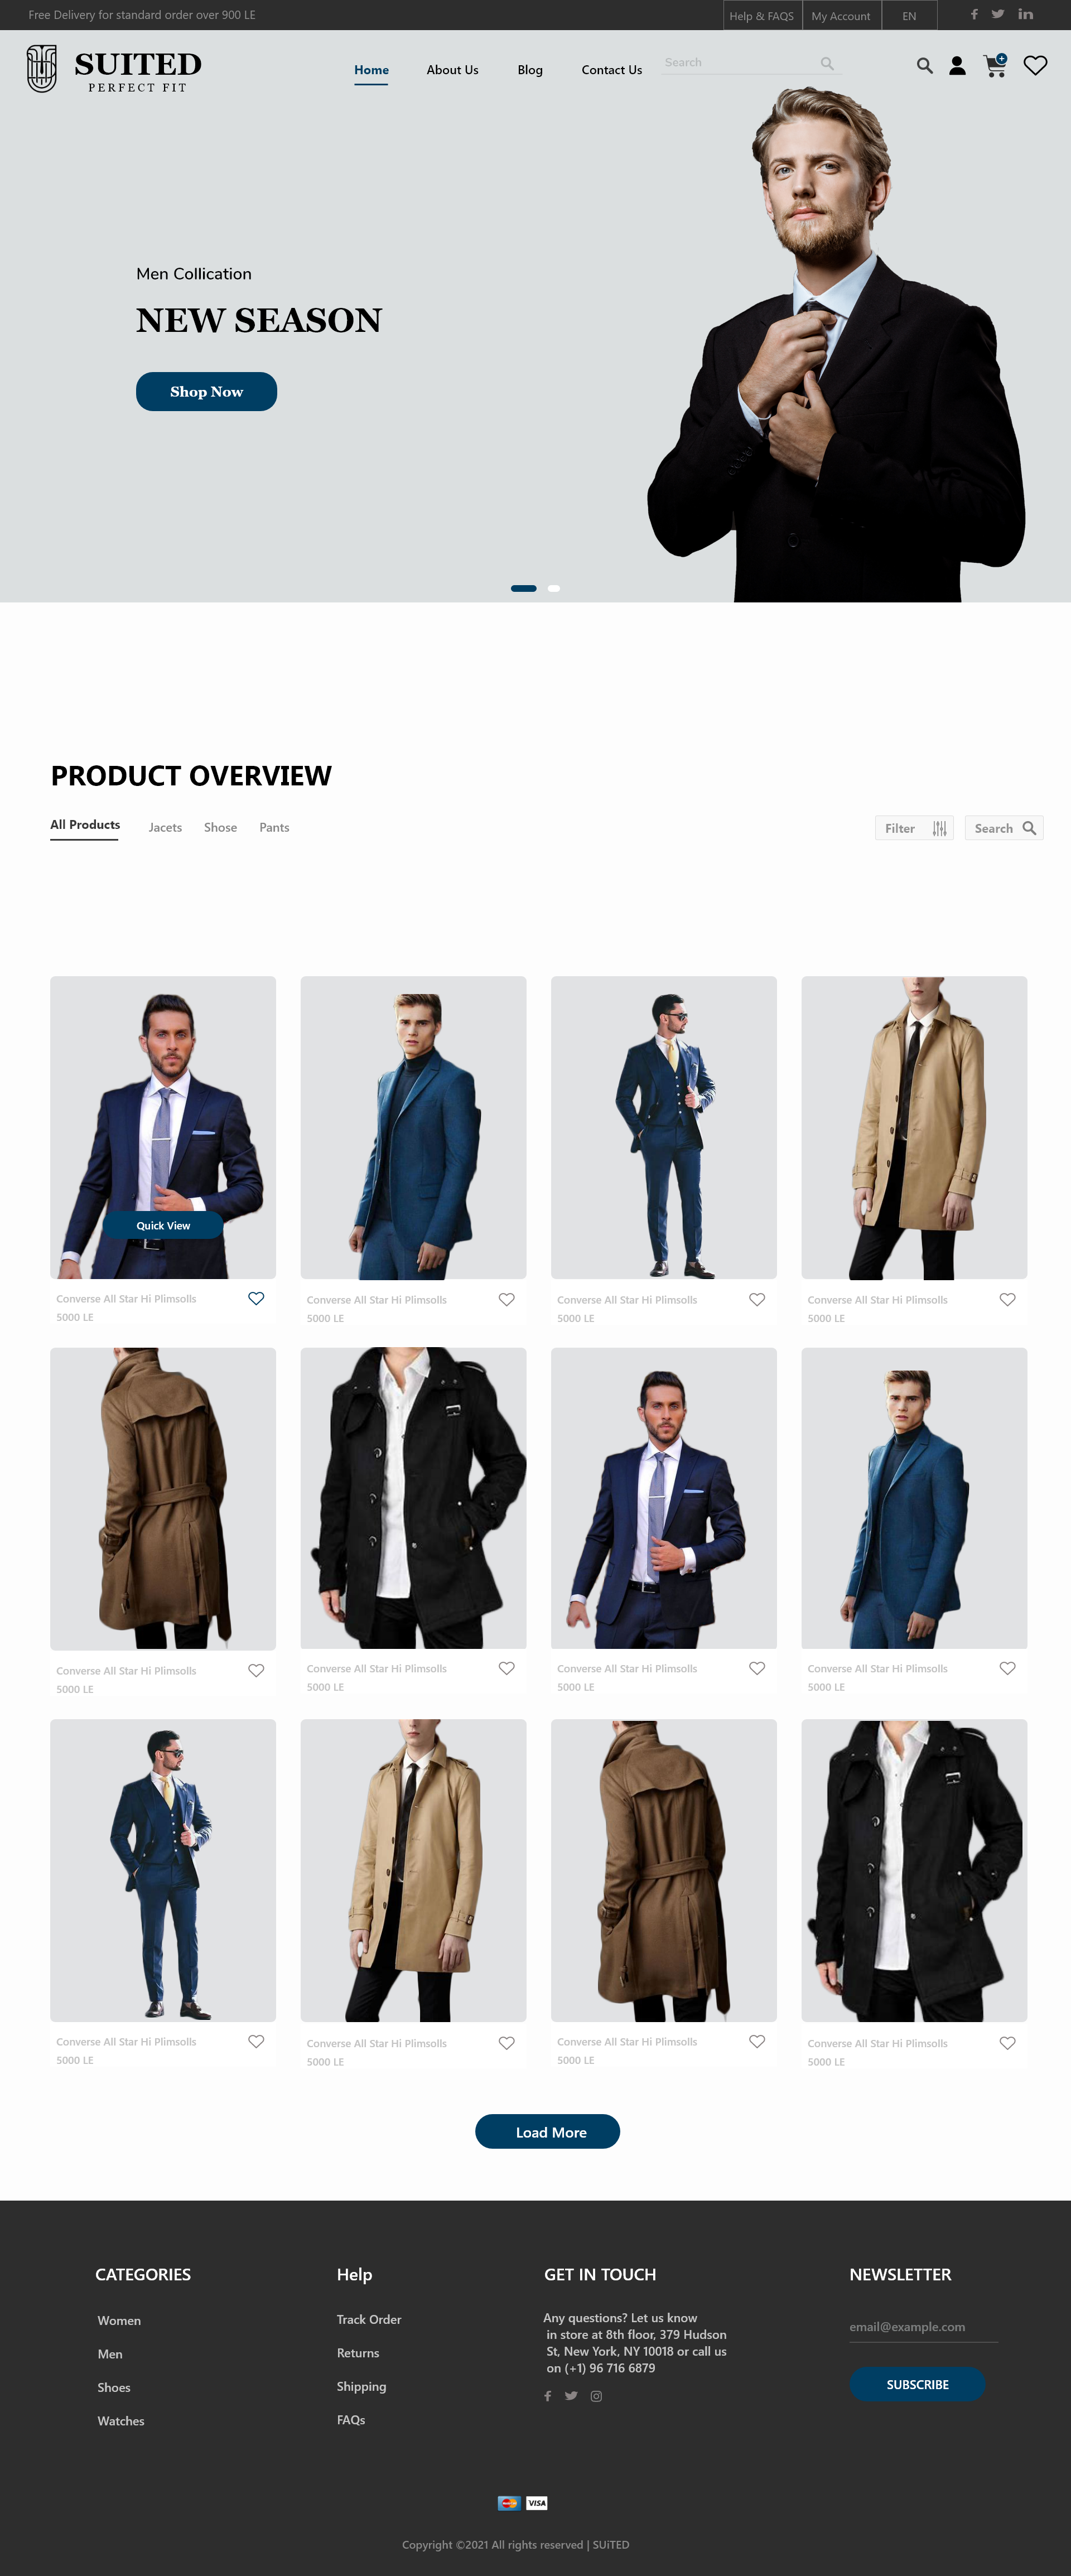 Free Delivery for standard order over 900 LE
Help & FAQS
My Account
EN
SUITED
PERFECT FIT
Home
About Us
Blog
Contact Us
Search
Men Collication
NEW SEASON
Shop Now
PRODUCT OVERVIEW
All Products
Jacets
Shose
Pants
Filter
Search
Quick View
Converse All Star Hi Plimsolls
5000 LE
Converse All Star Hi Plimsolls
5000 LE
Converse All Star Hi Plimsolls
5000 LE
Converse All Star Hi Plimsolls
5000 LE
Converse All Star Hi Plimsolls
5000 LE
Converse All Star Hi Plimsolls
5000 LE
Converse All Star Hi Plimsolls
5000 LE
Converse All Star Hi Plimsolls
5000 LE
Converse All Star Hi Plimsolls
5000 LE
Converse All Star Hi Plimsolls
5000 LE
Converse All Star Hi Plimsolls
5000 LE
Converse All Star Hi Plimsolls
5000 LE
Load More
CATEGORIES
Women
Men
Shoes
Watches
Help
Track Order
Returns
Shipping
FAQs
GET IN TOUCH
Any questions? Let us know
in store at 8th floor, 379 Hudson
St, New York, NY 10018 or call us
on (+1) 96 716 6879
NEWSLETTER
email@example.com
SUBSCRIBE
VISA
Copyright ©2021 All rights reserved | SUiTED